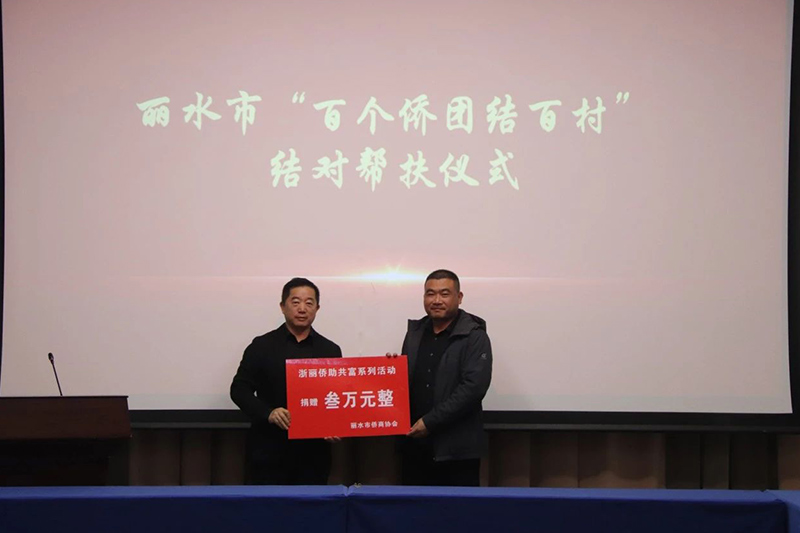 丽水市“百个侨团结百村”
结对帮扶仪式
浙丽侨助共富系列活动
捐赠 叁万元整
丽水市侨商协会